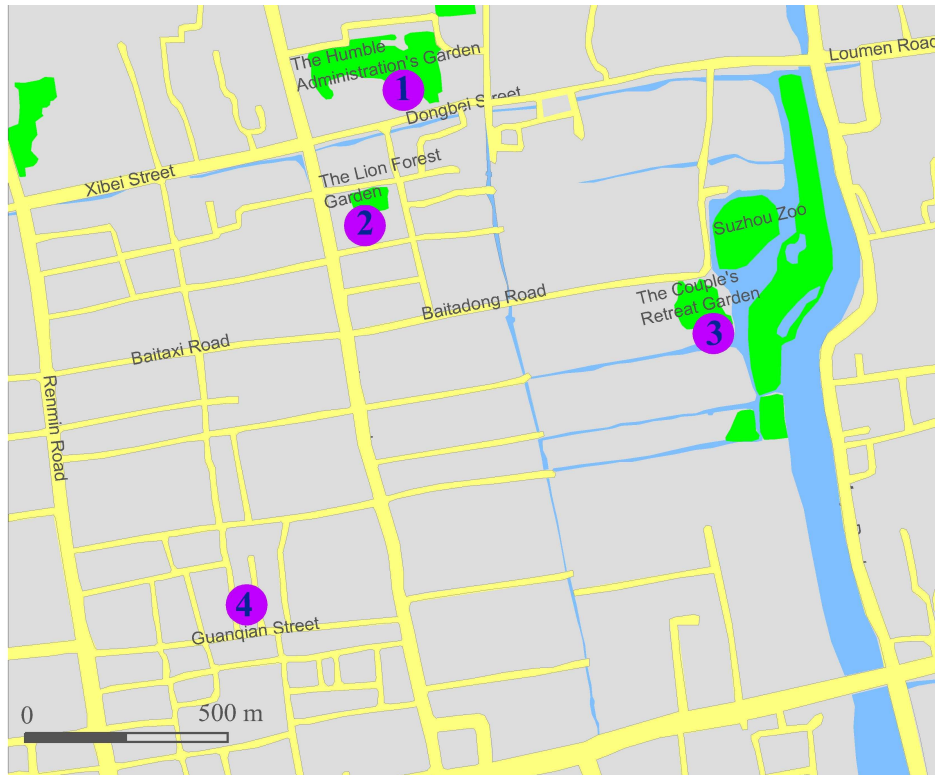 The Humble
Administration's Garden
1
Loumen Road
Dongbei Street
Xibei Street
The Lion Forest
Garden
2
Suzhou Zoo
The Couple's
Retreat Garden
3
Baitadong Road
Baitaxi Road
Renmin Road
4
Guanqian Street
0
500 m